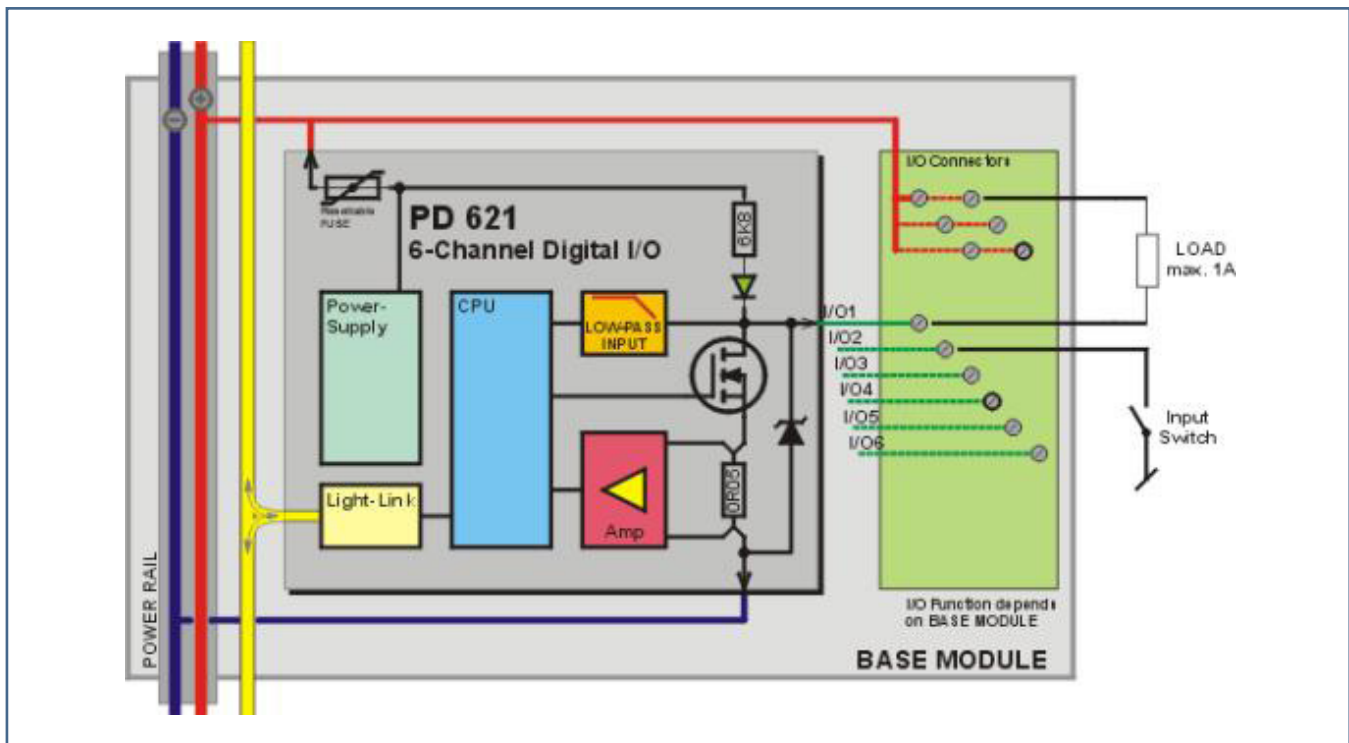 I/O Connectors
Resettable
FUSE
PD 621
6-Channel Digital I/O
6K8
LOAD
max. 1A
Power-
Supply
CPU
LOW-PASS
INPUT
I/O1
I/O2
I/O3
I/O4
I/O5
I/O6
Input
Switch
0R05
Light-Link
Amp
POWER RAIL
I/O Function depends
on BASE MODULE
BASE MODULE